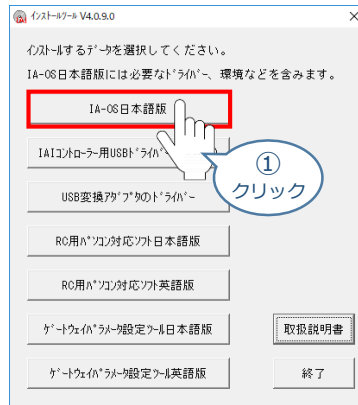 ｲﾝｽﾄｰﾙﾂｰﾙ V4.0.9.0
ｲﾝｽﾄｰﾙするﾃﾞｰﾀを選択してください。
IA-OS日本語版には必要なﾄﾞﾗｲﾊﾞｰ、環境などを含みます。
IA-OS日本語版
IAIｺﾝﾄﾛｰﾗｰ用USBﾄﾞﾗｲﾊﾞｰ
①
クリック
USB変換ｱﾀﾞﾌﾟﾀのﾄﾞﾗｲﾊﾞｰ
RC用ﾊﾟｿｺﾝ対応ｿﾌﾄ日本語版
RC用ﾊﾟｿｺﾝ対応ｿﾌﾄ英語版
ｹﾞｰﾄｳｪｲﾊﾟﾗﾒｰﾀ設定ﾂｰﾙ日本語版
取扱説明書
ｹﾞｰﾄｳｪｲﾊﾟﾗﾒｰﾀ設定ﾂｰﾙ英語版
終了